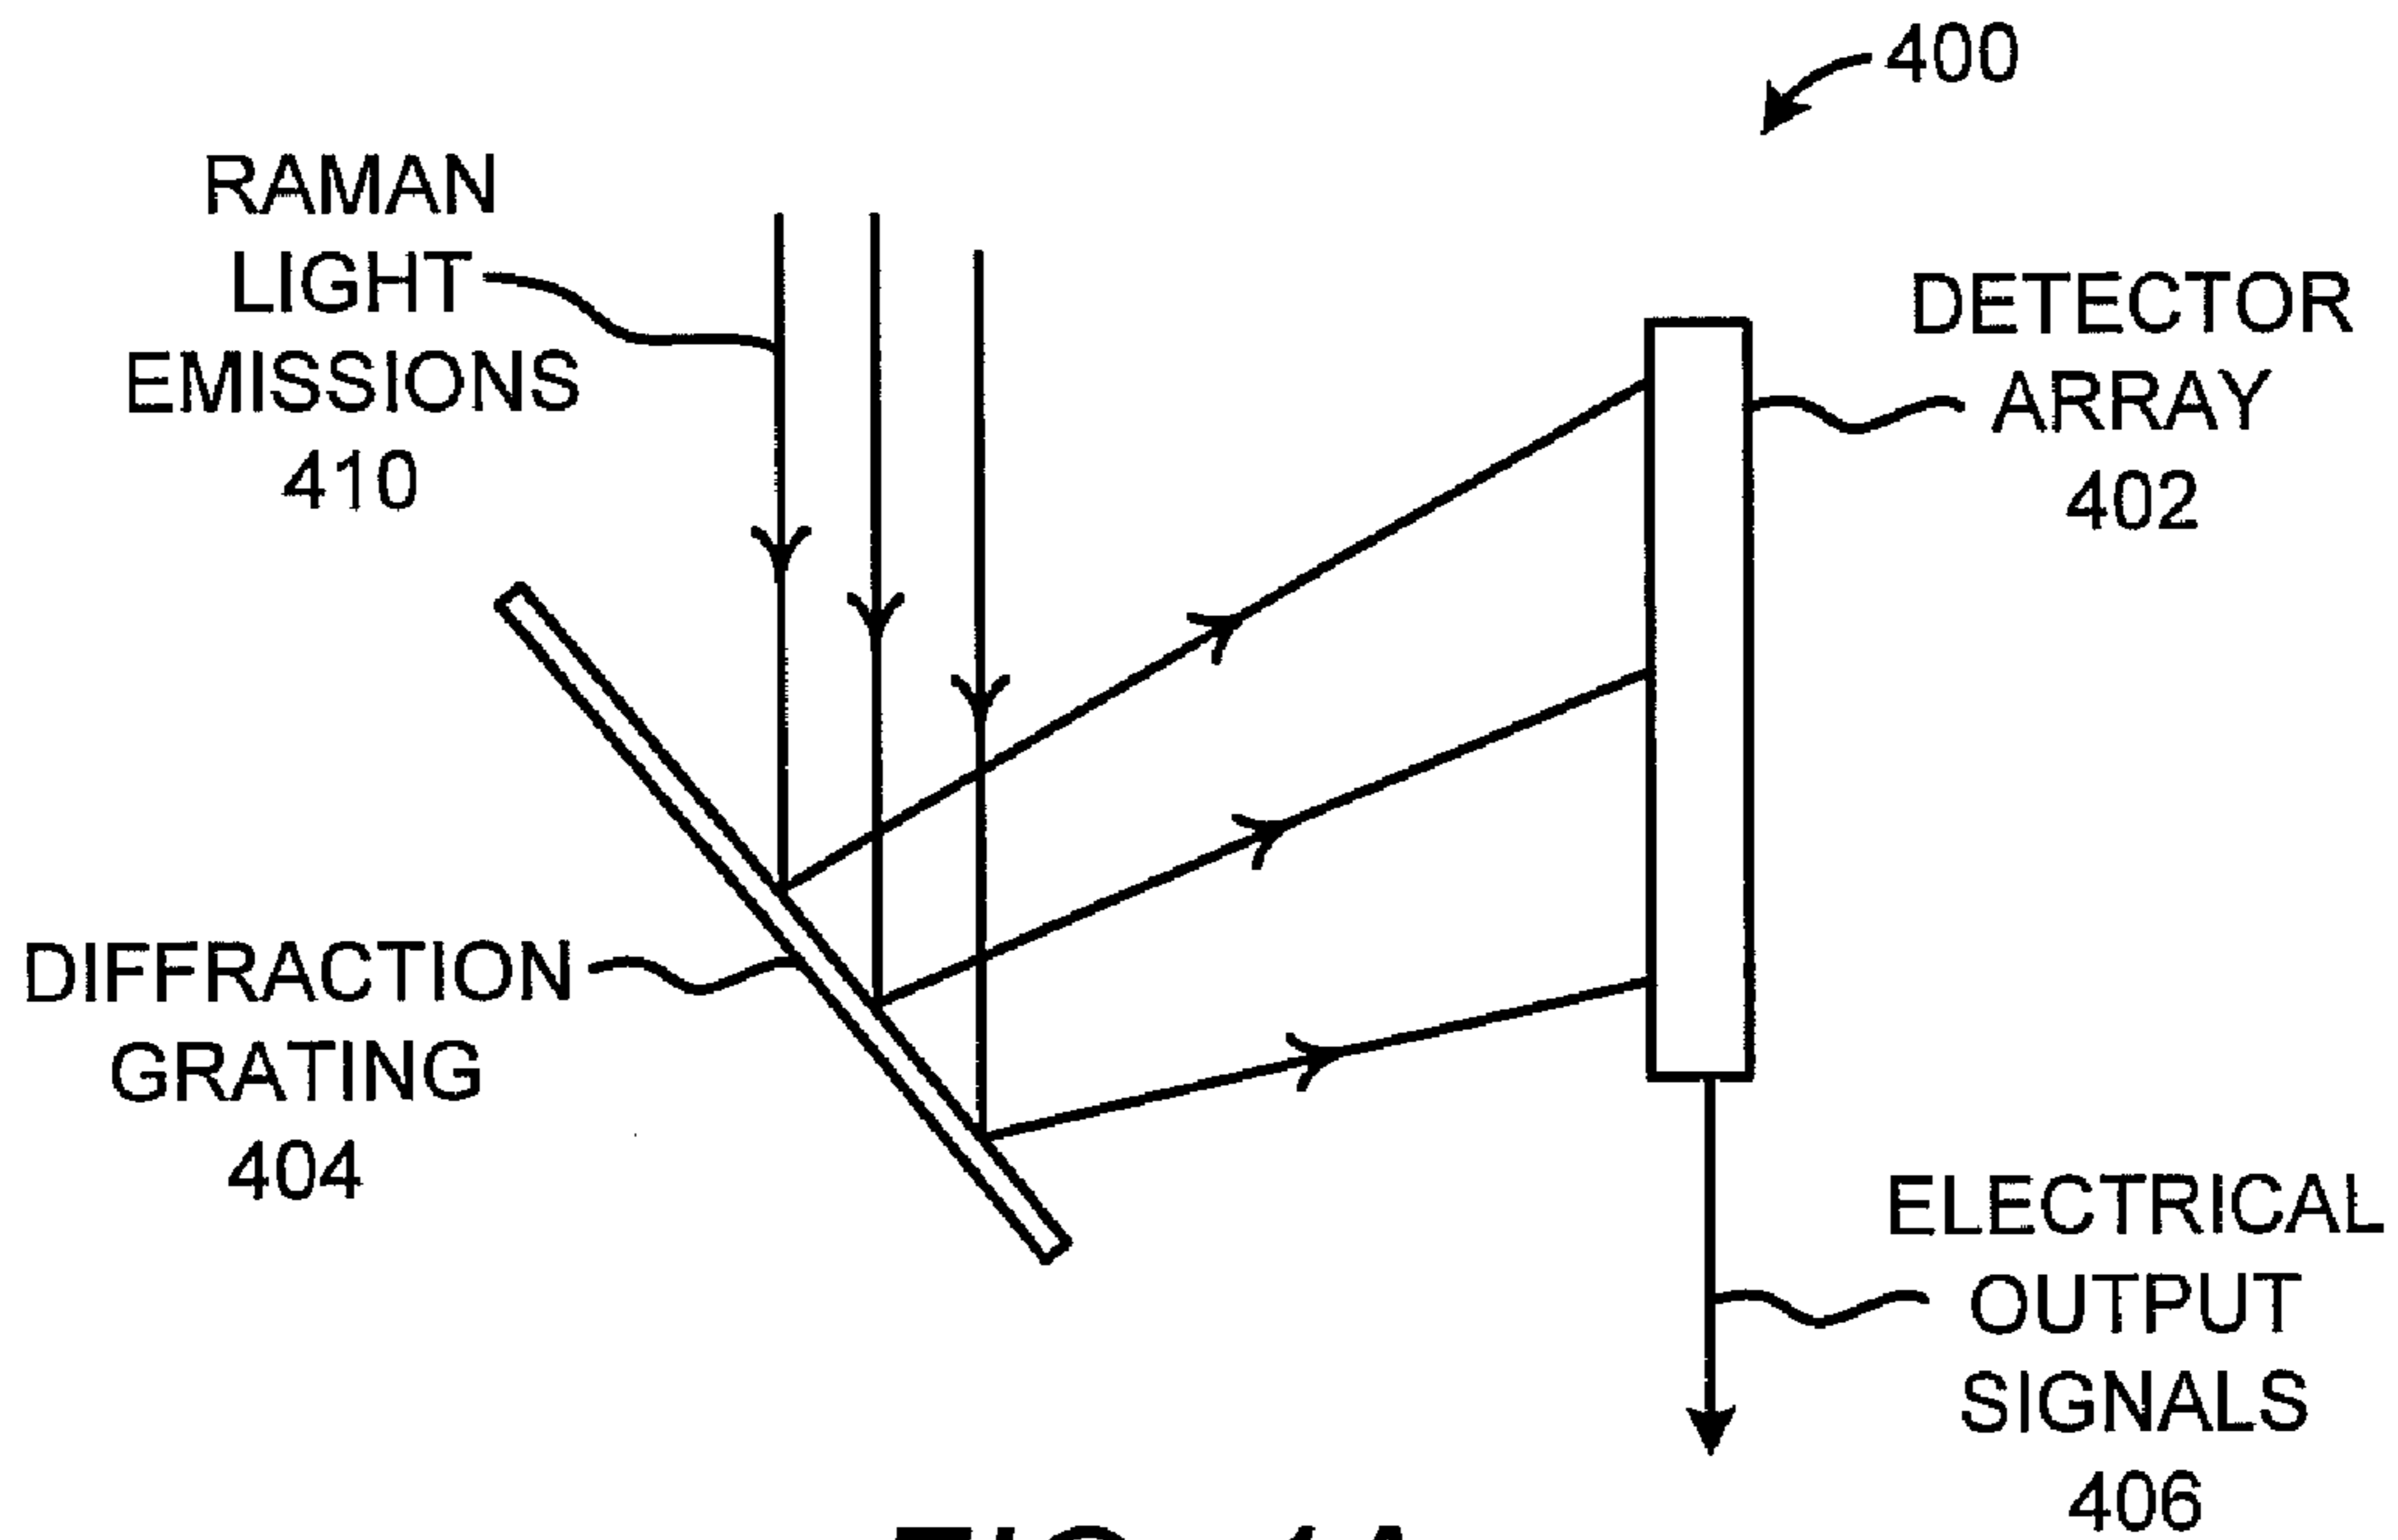 400
RAMAN
LIGHT
EMISSIONS
410
DETECTOR
ARRAY
402
DIFFRACTION
GRATING
404
ELECTRICAL
OUTPUT
SIGNALS
406